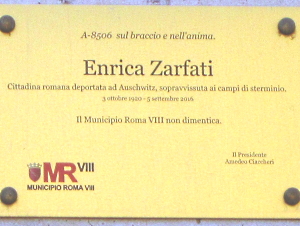 A-8506 sul braccio e nell'anima.
Enrica Zarfati
Cittadina romana deportata ad Auschwitz, sopravvissuta ai campi di sterminio.
3 ottobre 1920 - 5 settembre 2016
Il Municipio Roma VIII non dimentica.
Il Presidente
Amedeo Ciaccheri
MR VIII
MUNICIPIO ROMA VIII